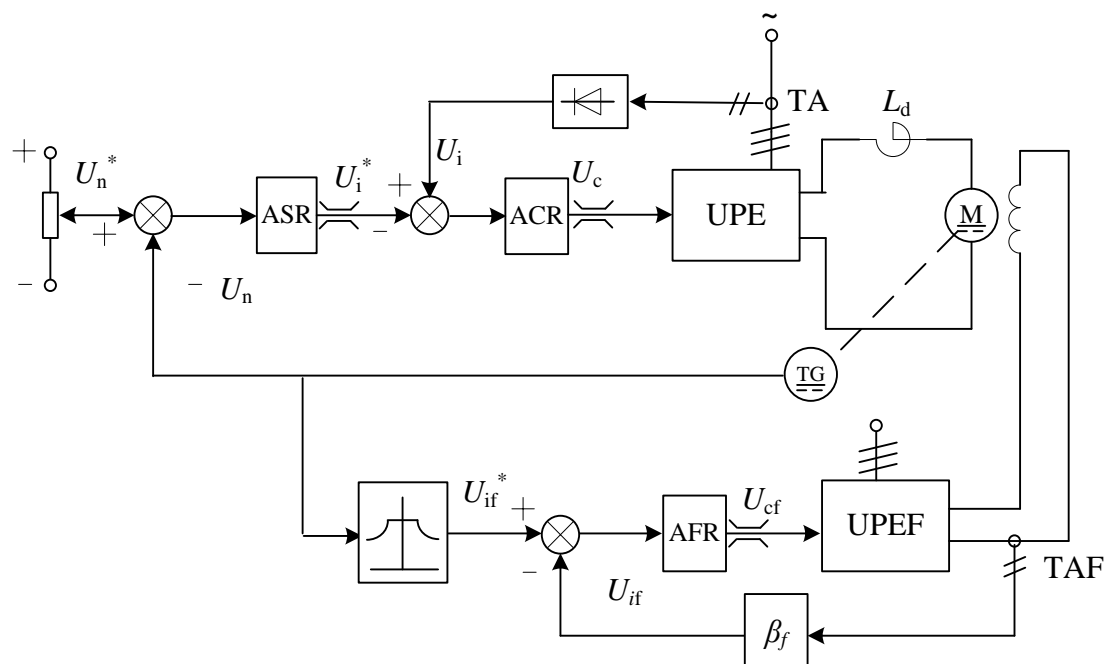 ~
TA
L_d
+
U_n^*
U_i
U_i^*
+
U_c
ASR
ACR
UPE
M
+
−
−
−
U_n
TG
U_if^*
+
U_cf
AFR
UPEF
−
U_if
TAF
β_f